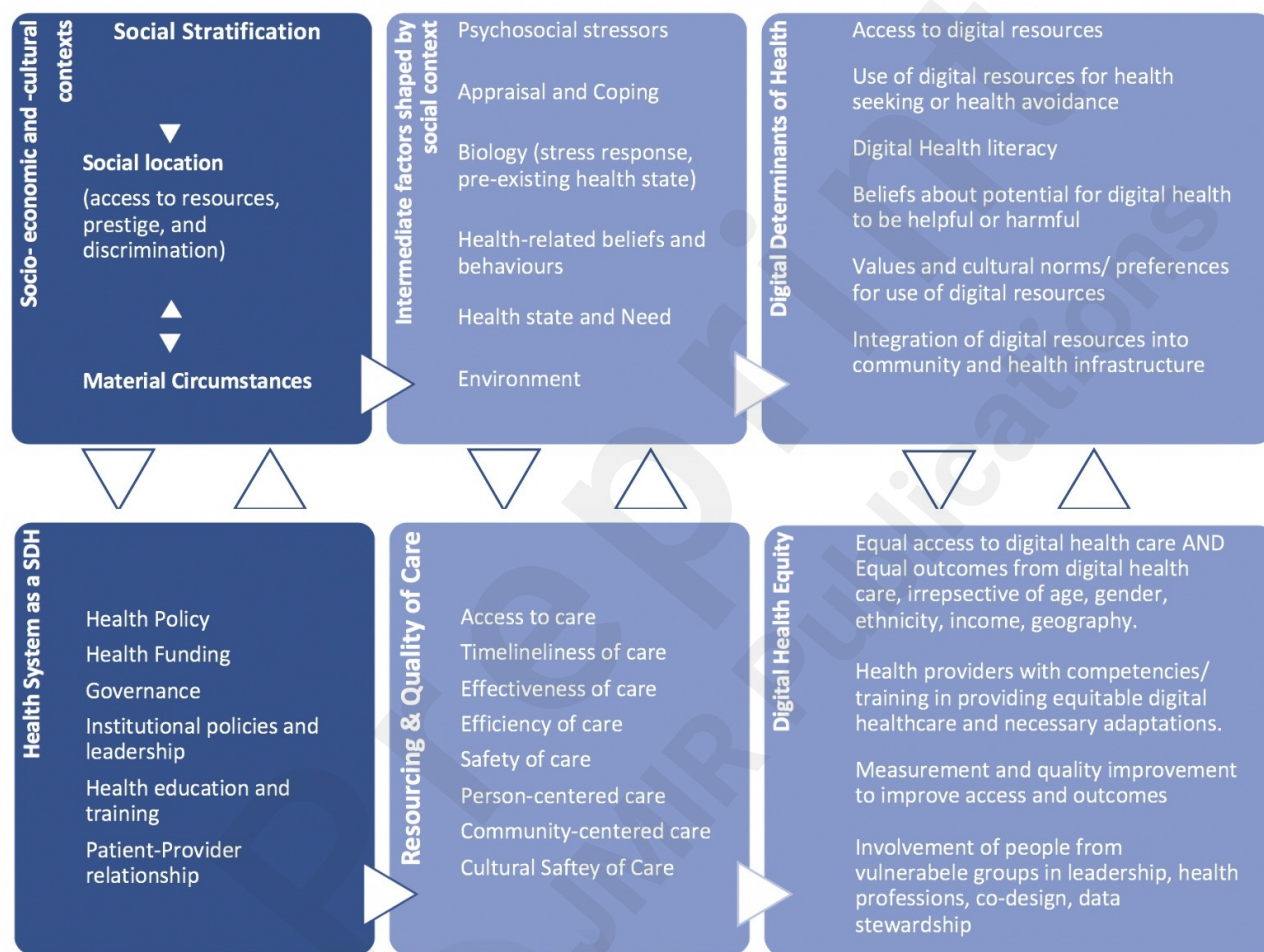 Socio- economic and -cultural
contexts
Social Stratification
Social location
(access to resources,
prestige, and
discrimination)
Material Circumstances
Intermediate factors shaped by
social context
Psychosocial stressors
Appraisal and Coping
Biology (stress response,
pre-existing health state)
Health-related beliefs and
behaviours
Health state and Need
Environment
Digital Determinants of Health
Access to digital resources
Use of digital resources for health
seeking or health avoidance
Digital Health literacy
Beliefs about potential for digital health
to be helpful or harmful
Values and cultural norms/ preferences
for use of digital resources
Integration of digital resources into
community and health infrastructure
Health System as a SDH
Health Policy
Health Funding
Governance
Institutional policies and
leadership
Health education and
training
Patient-Provider
relationship
Resourcing & Quality of Care
Access to care
Timelineliness of care
Effectiveness of care
Efficiency of care
Safety of care
Person-centered care
Community-centered care
Cultural Saftey of Care
Digital Health Equity
Equal access to digital health care AND
Equal outcomes from digital health
care, irrepsective of age, gender,
ethnicity, income, geography.
Health providers with competencies/
training in providing equitable digital
healthcare and necessary adaptations.
Measurement and quality improvement
to improve access and outcomes
Involvement of people from
vulnerabele groups in leadership, health
professions, co-design, data
stewardship
Preprint
JMIR Publications